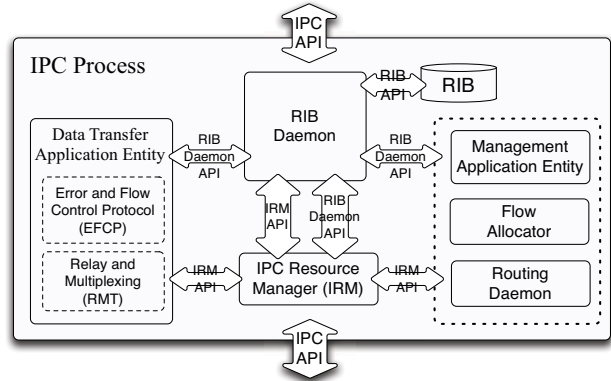 IPC
API
IPC Process
RIB
Daemon
RIB
API
RIB
Data Transfer
Application Entity
Error and Flow
Control Protocol
(EFCP)
Relay and
Multiplexing
(RMT)
RIB
Daemon
API
RIB
Daemon
API
Management
Application Entity
Flow
Allocator
Routing
Daemon
IRM
API
RIB
Daemon
API
IRM
API
IPC Resource
Manager (IRM)
IRM
API
IPC
API